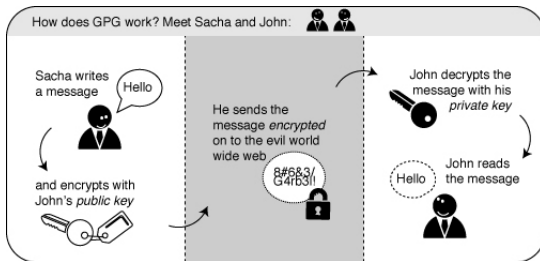 How does GPG work? Meet Sacha and John:
Sacha writes
a message
Hello
and encrypts with
John's public key
He sends the
message encrypted
on to the evil world
wide web
8#6&3/
G4rb3l!
John decrypts the
message with his
private key
Hello
John reads
the message